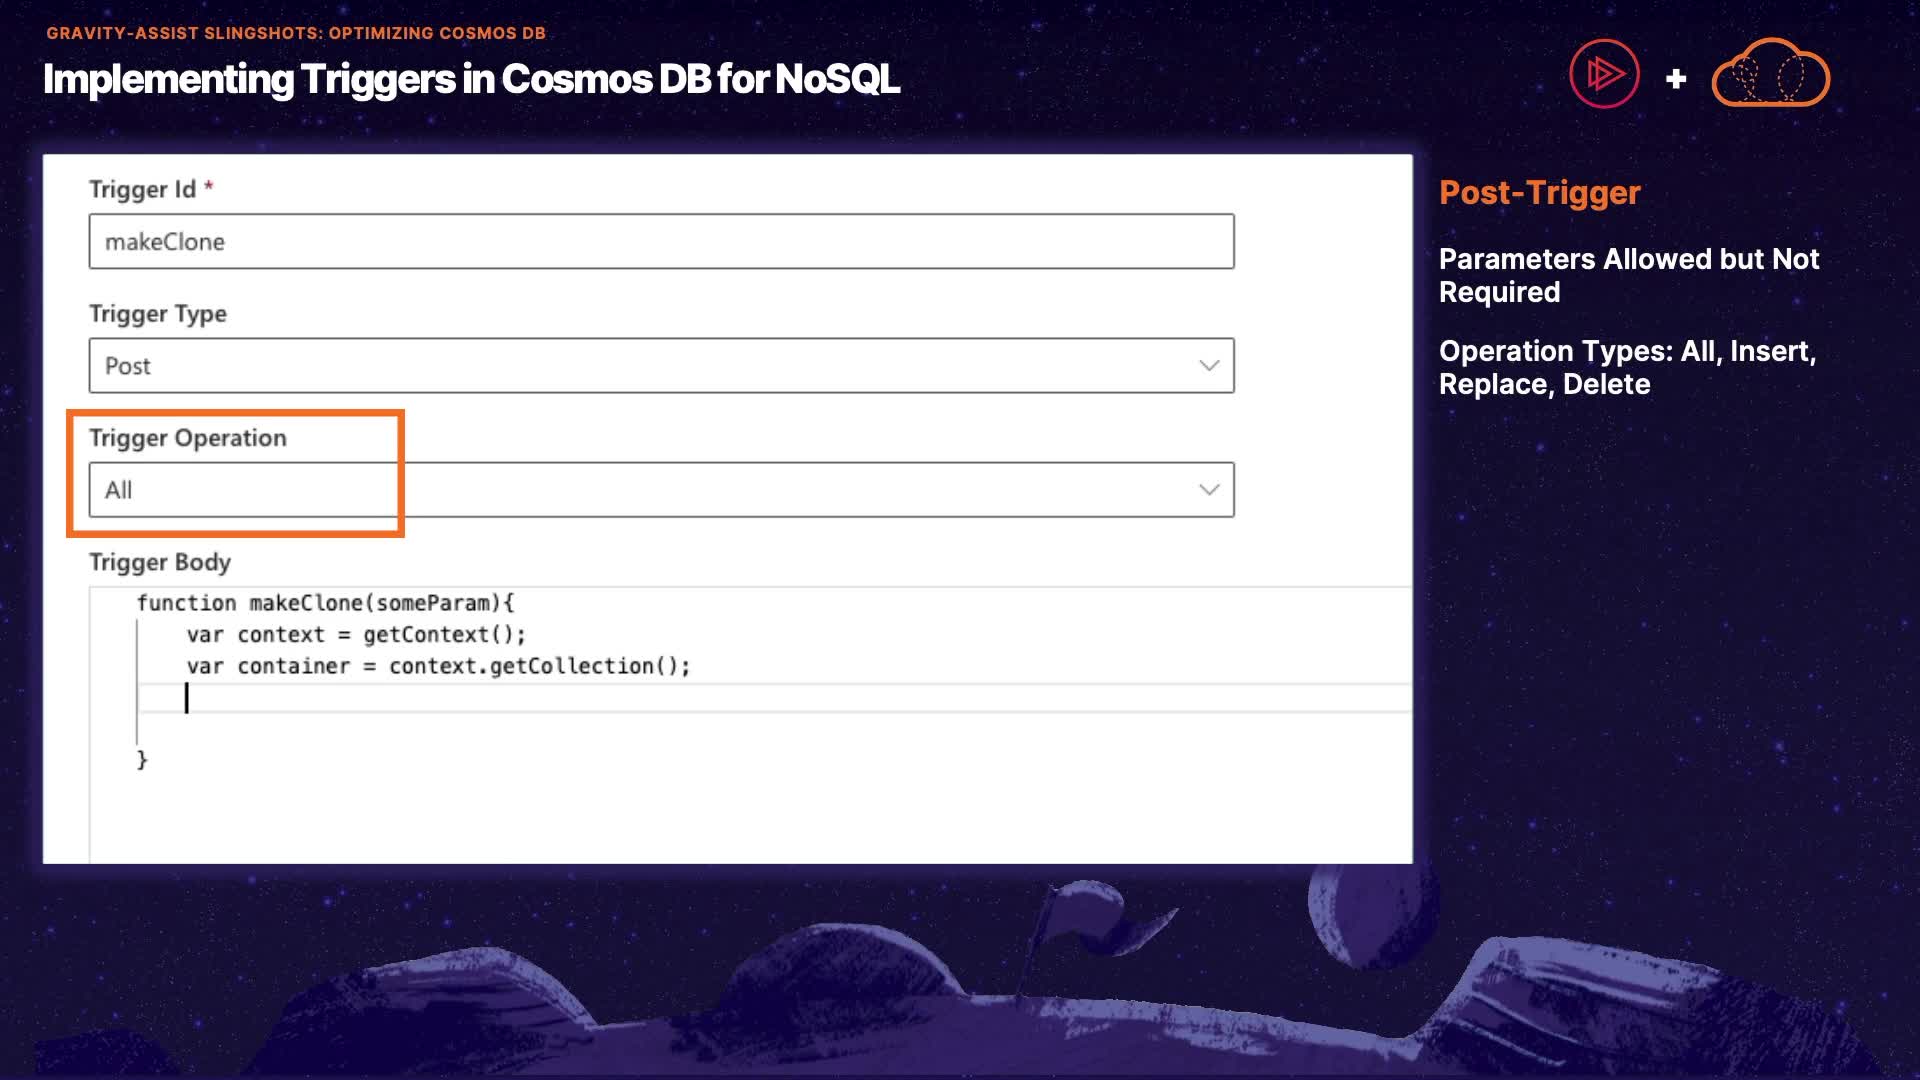 GRAVITY-ASSIST SLINGSHOTS: OPTIMIZING COSMOS DB
Implementing Triggers in Cosmos DB for NoSQL
+
Trigger Id *
makeClone
Trigger Type
Post
Trigger Operation
All
Trigger Body
function makeClone(someParam){
var context = getContext();
var container = context.getCollection();
}
Post-Trigger
Parameters Allowed but Not
Required
Operation Types: All, Insert,
Replace, Delete